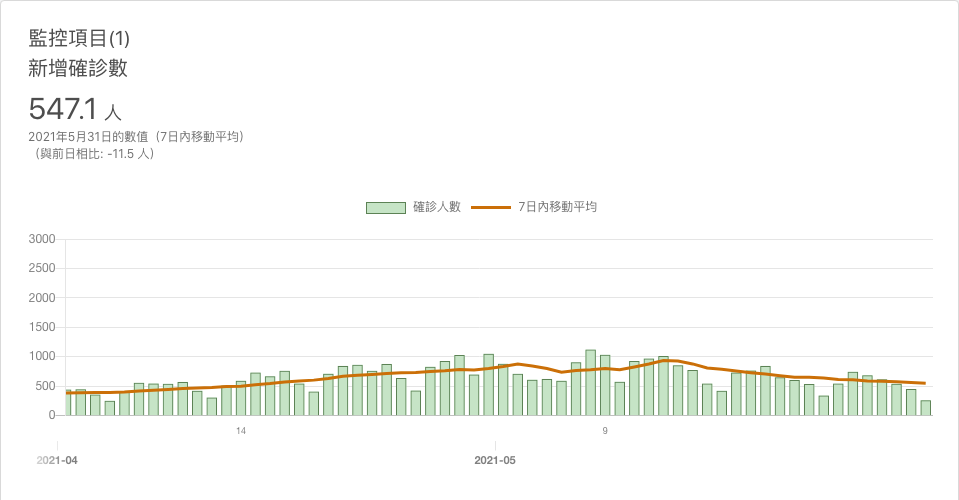 監控項目(1)
新增確診數
547.1 人
2021年5月31日的數值（7日內移動平均）
（與前日相比: -11.5 人）
確診人數 7日內移動平均
3000
2500
2000
1500
1000
500
0
14 9
2021-04 2021-05